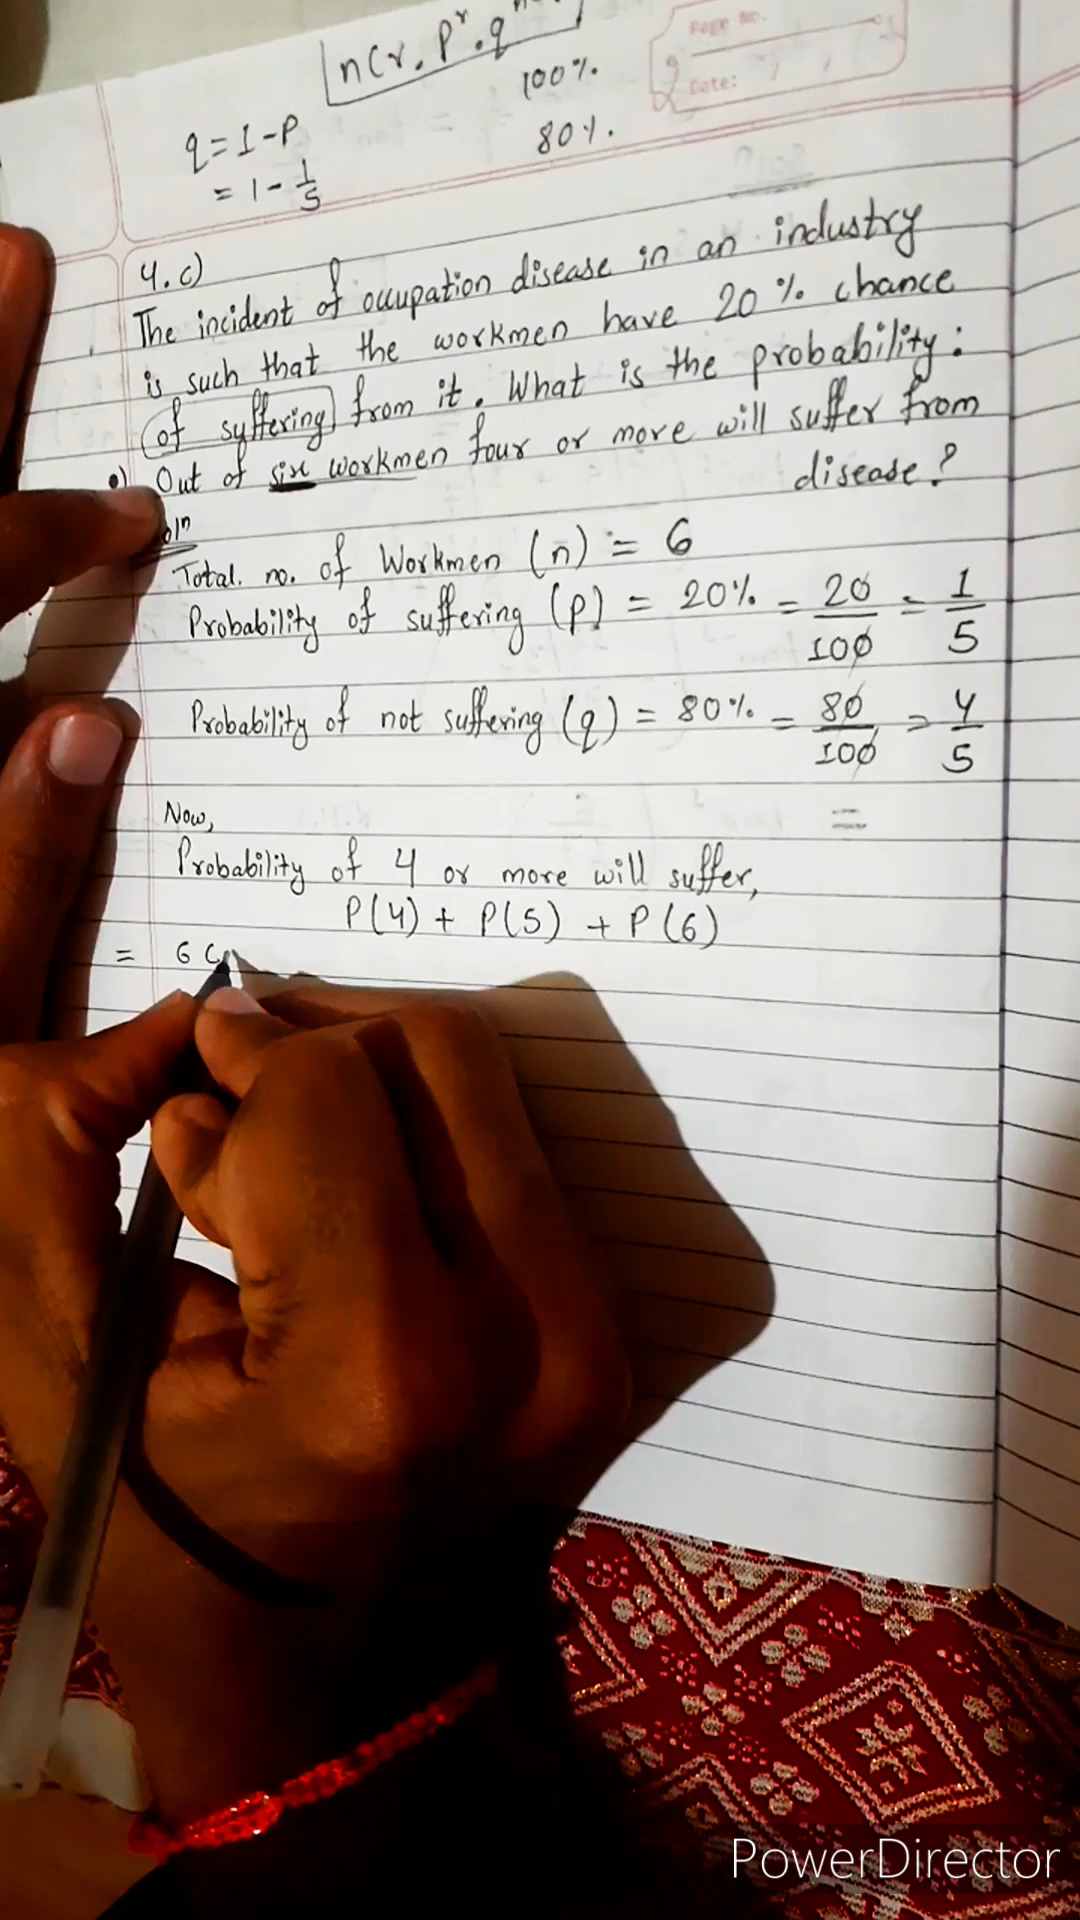 nCr. p^r. q^n
Page No.
Date:
100%.
80%.
q = 1 - P
= 1 - 1/5
4. c)
The incident of occupation disease in an industry
is such that the workmen have 20% chance
of suffering from it. What is the probability:
Out of six workmen four or more will suffer from
disease?
Total. no. of Workmen (n) = 6
Probability of suffering (p) = 20% = 20/100 = 1/5
Probability of not suffering (q) = 80% = 80/100 = 4/5
Now,
Probability of 4 or more will suffer,
P(4) + P(5) + P(6)
= 6C
PowerDirector